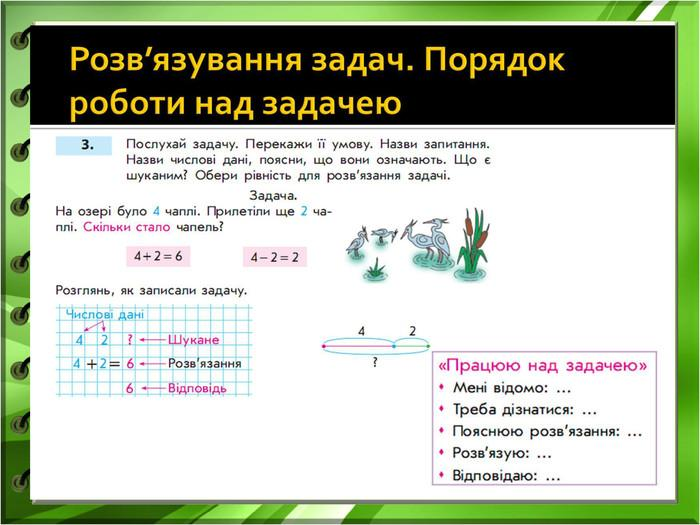 Розв’язування задач. Порядок
роботи над задачею
3. Послухай задачу. Перекажи її умову. Назви запитання.
Назви числові дані, поясни, що вони означають. Що є
шуканим? Обери рівність для розв’язання задачі.
Задача.
На озері було 4 чаплі. Прилетіли ще 2 ча-
плі. Скільки стало чапель?
4+2=6 4−2=2
Розглянь, як записали задачу.
Числові дані
4 2 ? Шукане
4 + 2 = 6 Розв’язання
6 Відповідь
4 2
?
«Працюю над задачею»
Мені відомо: ...
Треба дізнатися: ...
Пояснюю розв’язання: ...
Розв’язую: ...
Відповідаю: ...